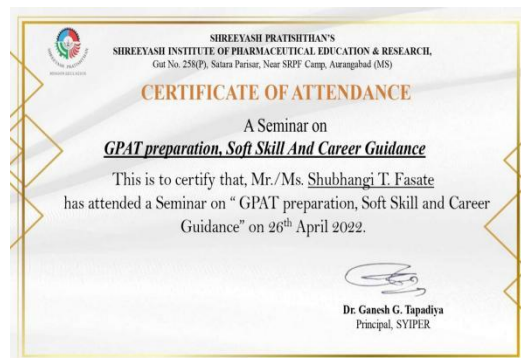 SHREEYASH PRATISHTHAN'S
SHREEYASH INSTITUTE OF PHARMACEUTICAL EDUCATION & RESEARCH,
Gut No. 258(P), Satara Parisar, Near SRPF Camp, Aurangabad (MS)
CERTIFICATE OF ATTENDANCE
A Seminar on
GPAT preparation, Soft Skill And Career Guidance
This is to certify that, Mr./Ms. Shubhangi T. Fasate
has attended a Seminar on “ GPAT preparation, Soft Skill and Career
Guidance” on 26th April 2022.
Dr. Ganesh G. Tapadiya
Principal, SYIPER